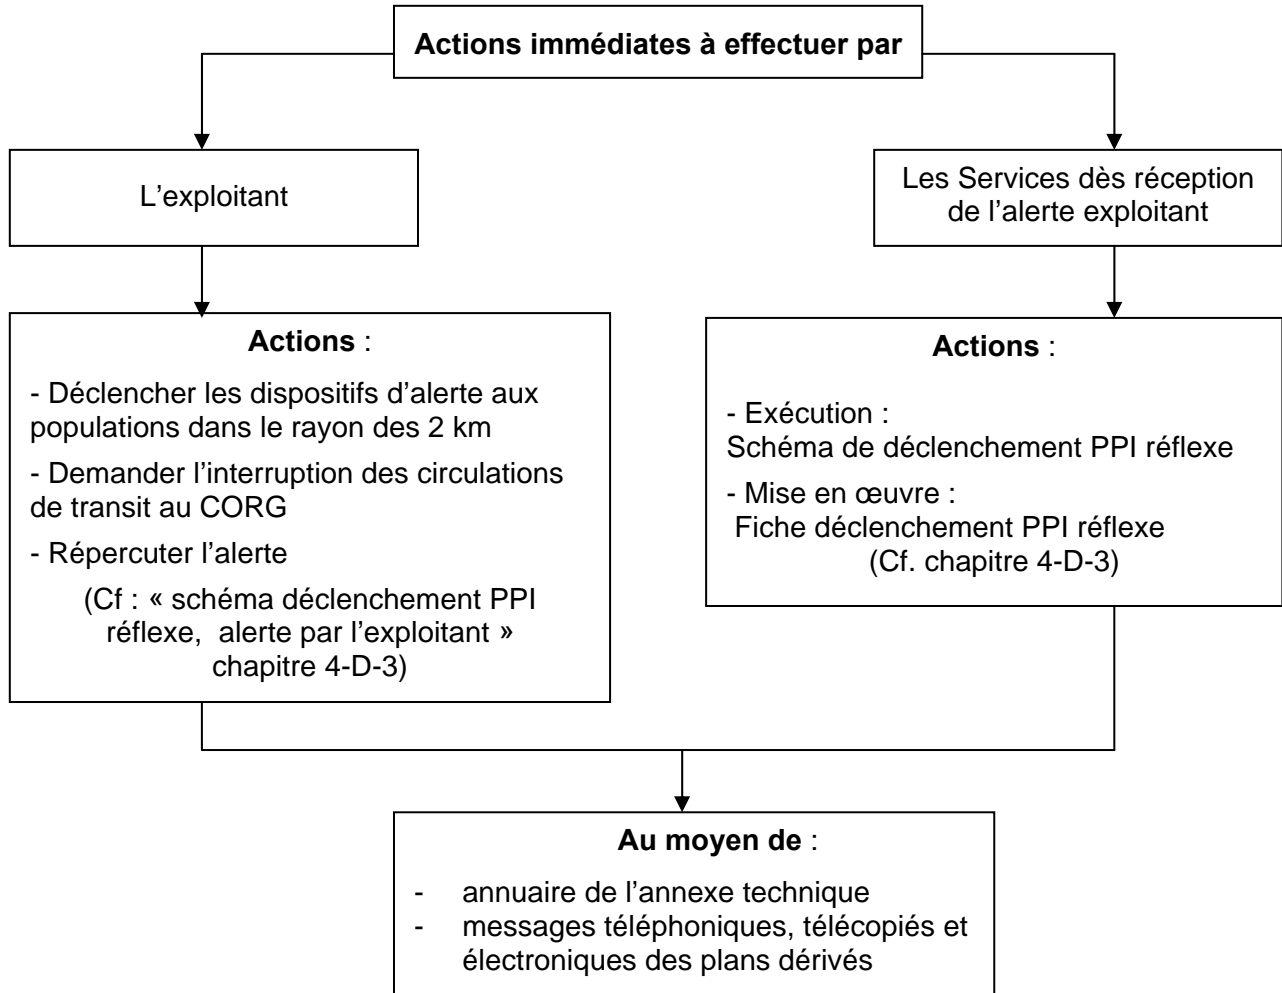 Actions immédiates à effectuer par
L’exploitant
Les Services dès réception
de l’alerte exploitant
Actions :
- Déclencher les dispositifs d’alerte aux
populations dans le rayon des 2 km
- Demander l’interruption des circulations
de transit au CORG
- Répercuter l’alerte
(Cf : « schéma déclenchement PPI
réflexe, alerte par l’exploitant »
chapitre 4-D-3)
Actions :
- Exécution :
Schéma de déclenchement PPI réflexe
- Mise en œuvre :
Fiche déclenchement PPI réflexe
(Cf. chapitre 4-D-3)
Au moyen de :
- annuaire de l’annexe technique
- messages téléphoniques, télécopiés et
électroniques des plans dérivés